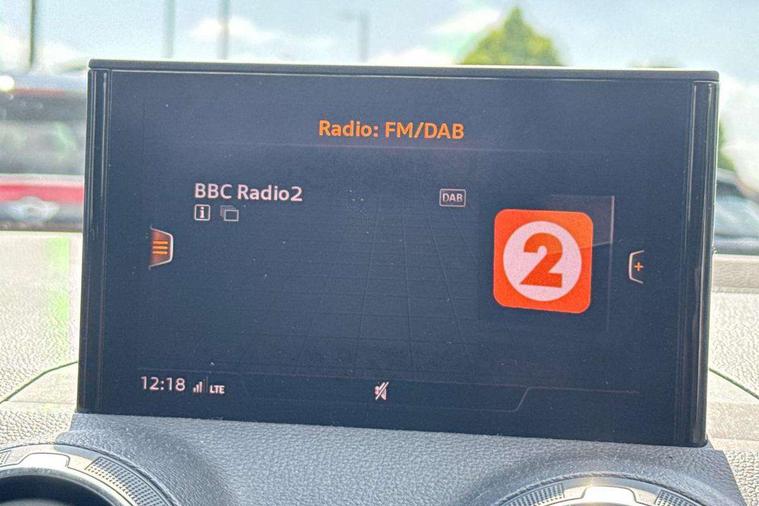 Radio: FM/DAB
BBC Radio2
DAB
i
2
12:18 LTE